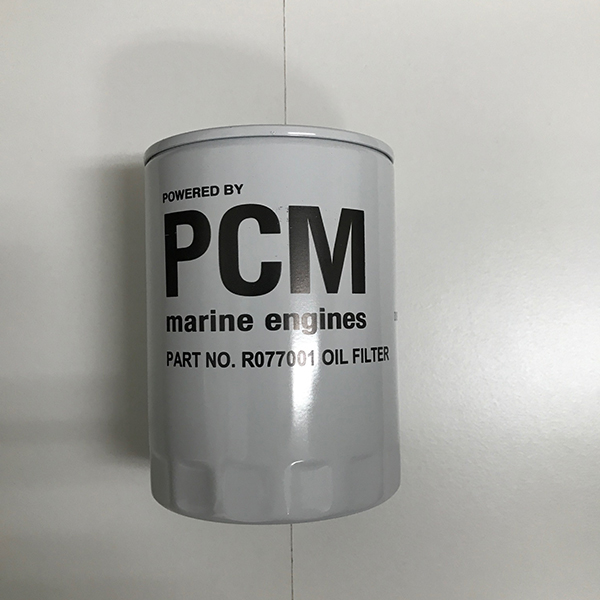 POWERED BY
PCM
marine engines
PART NO. R077001 OIL FILTER